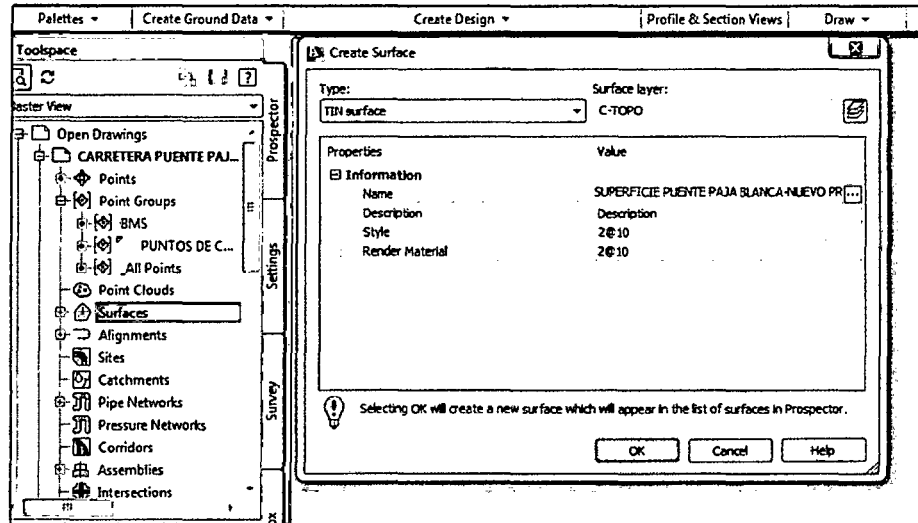 Palettes
Create Ground Data
Create Design
Profile & Section Views
Draw
Toolspace
?
Master View
Open Drawings
CARRETERA PUENTE PAJ...
Points
Point Groups
BMS
PUNTOS DE C...
_All Points
Point Clouds
Surfaces
Alignments
Sites
Catchments
Pipe Networks
Pressure Networks
Corridors
Assemblies
Intersections
Prospector
Settings
Survey
Create Surface
Type:
Surface layer:
TIN surface
C-TOPO
Properties
Value
Information
Name
SUPERFICIE PUENTE PAJA BLANCA-NUEVO PR
...
Description
Description
Style
2@10
Render Material
2@10
Selecting OK will create a new surface which will appear in the list of surfaces in Prospector.
OK
Cancel
Help